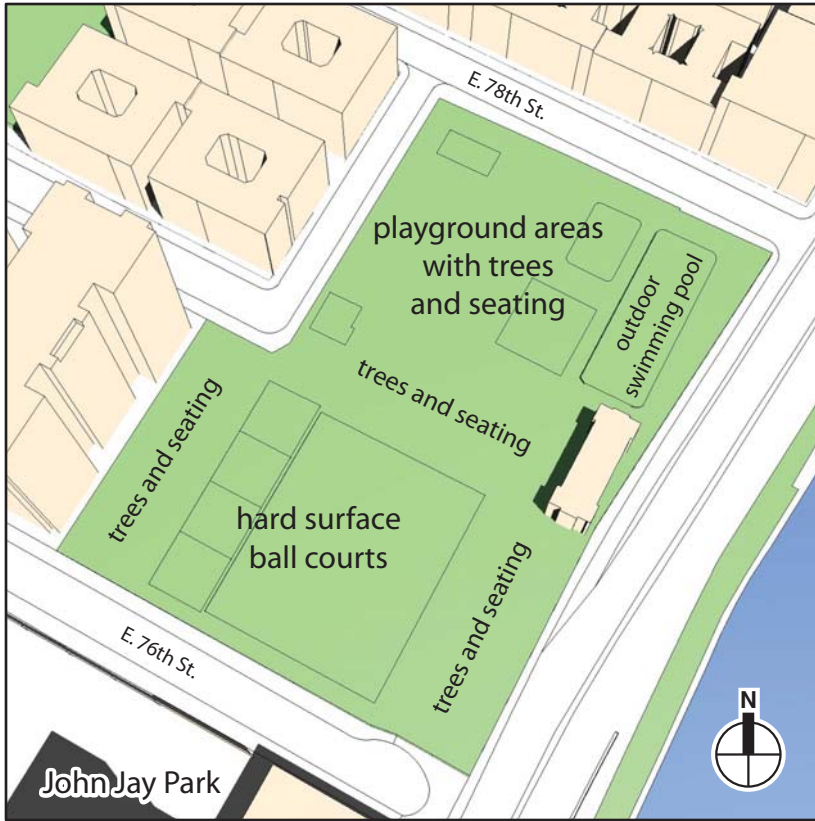 E. 78th St.
playground areas
with trees
and seating
outdoor
swimming pool
trees and seating
trees and seating
hard surface
ball courts
trees and seating
E. 76th St.
N
John Jay Park